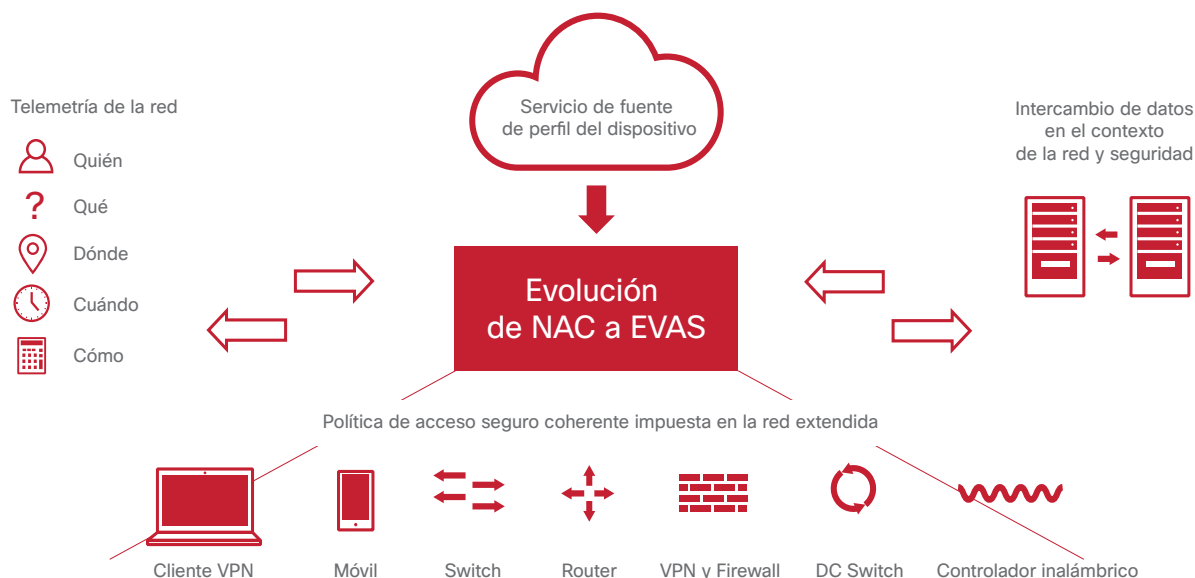 Telemetría de la red
Quién
?
Qué
Dónde
Cuándo
Cómo
Servicio de fuente
de perfil del dispositivo
Intercambio de datos
en el contexto
de la red y seguridad
Evolución
de NAC a EVAS
Política de acceso seguro coherente impuesta en la red extendida
Cliente VPN
Móvil
Switch
Router
VPN y Firewall
DC Switch
Controlador inalámbrico